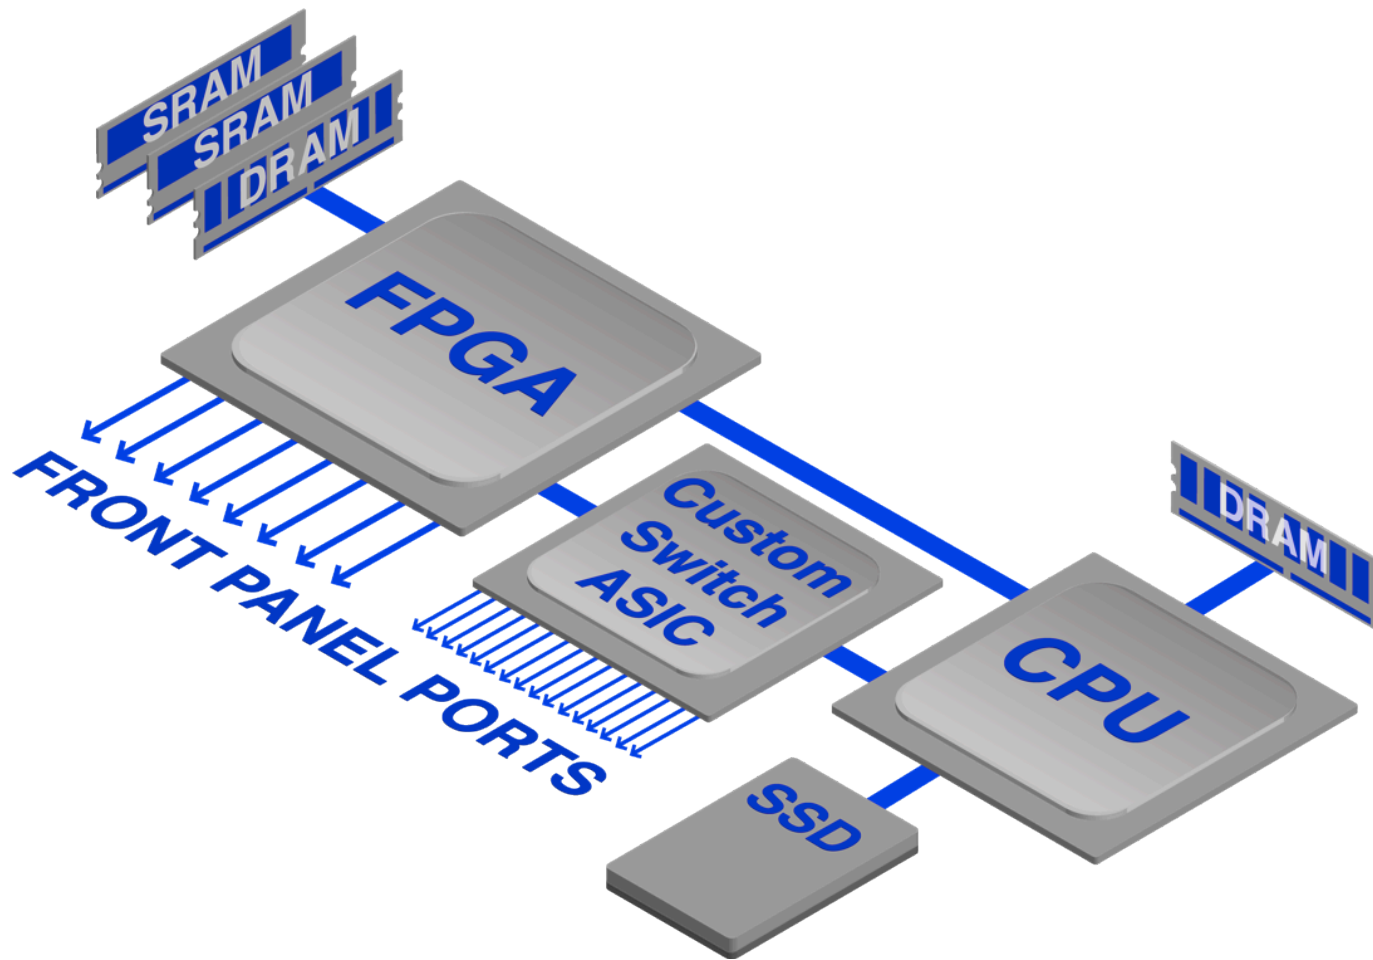 SRAM
SRAM
DRAM
FPGA
FRONT PANEL PORTS
Custom
Switch
ASIC
DRAM
CPU
SSD